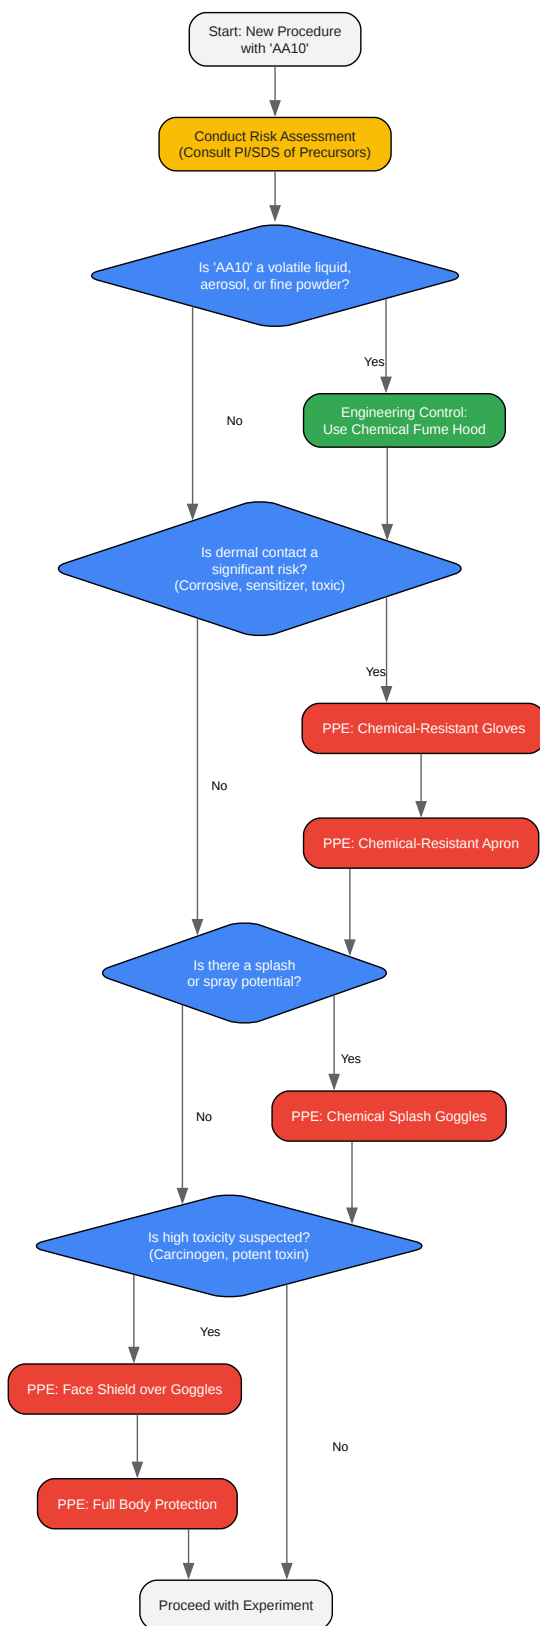 Start: New Procedure
with 'AA10'
Conduct Risk Assessment
(Consult PI/SDS of Precursors)
Is 'AA10' a volatile liquid,
aerosol, or fine powder?
Yes
No
Engineering Control:
Use Chemical Fume Hood
Is dermal contact a
significant risk?
(Corrosive, sensitizer, toxic)
Yes
PPE: Chemical-Resistant Gloves
No
PPE: Chemical-Resistant Apron
Is there a splash
or spray potential?
Yes
No
PPE: Chemical Splash Goggles
Is high toxicity suspected?
(Carcinogen, potent toxin)
Yes
PPE: Face Shield over Goggles
No
PPE: Full Body Protection
Proceed with Experiment